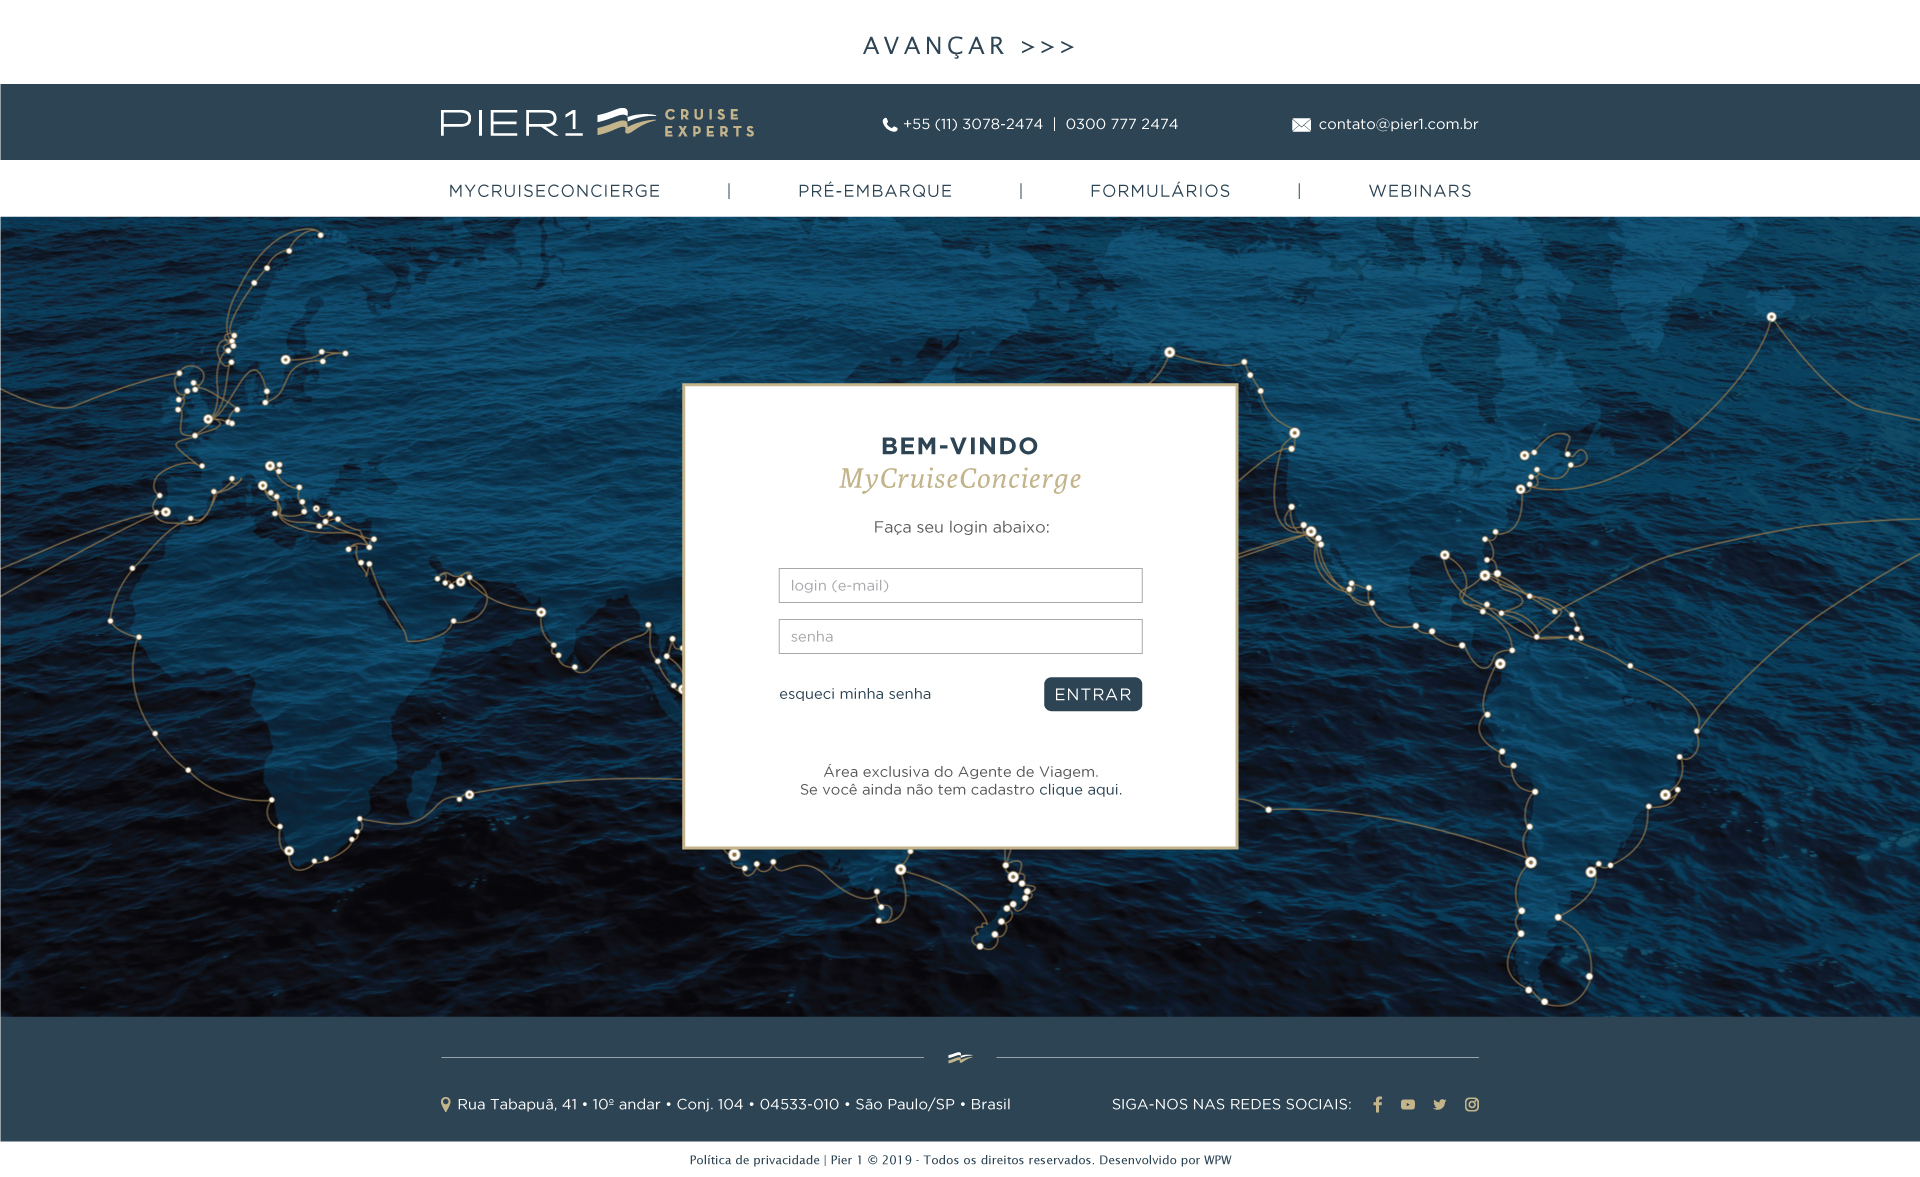 AVANÇAR >>>
PIER1 CRUISE EXPERTS
+55 (11) 3078-2474 | 0300 777 2474
contato@pier1.com.br
MYCRUISECONCIERGE | PRÉ-EMBARQUE | FORMULÁRIOS | WEBINARS
BEM-VINDO
MyCruiseConcierge
Faça seu login abaixo:
login (e-mail)
senha
esqueci minha senha
ENTRAR
Área exclusiva do Agente de Viagem.
Se você ainda não tem cadastro clique aqui.
Rua Tabapuã, 41 • 10º andar • Conj. 104 • 04533-010 • São Paulo/SP • Brasil
SIGA-NOS NAS REDES SOCIAIS:
Política de privacidade | Pier 1 © 2019 - Todos os direitos reservados. Desenvolvido por WPW